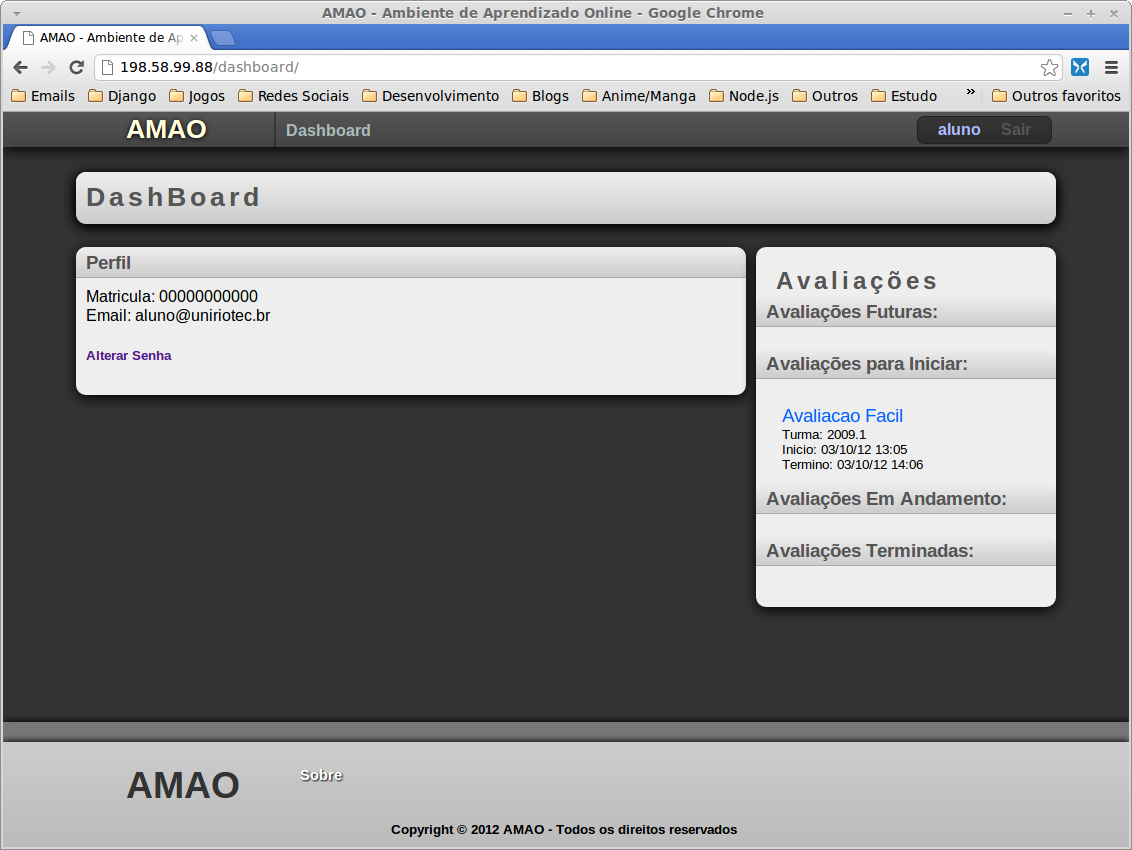 AMAO - Ambiente de Aprendizado Online - Google Chrome
AMAO - Ambiente de Ap
198.58.99.88/dashboard/
Emails Django Jogos Redes Sociais Desenvolvimento Blogs Anime/Manga Node.js Outros Estudo » Outros favoritos
AMAO Dashboard aluno Sair
DashBoard
Perfil
Matricula: 00000000000
Email: aluno@uniriotec.br
Alterar Senha
Avaliações
Avaliações Futuras:
Avaliações para Iniciar:
Avaliacao Facil
Turma: 2009.1
Inicio: 03/10/12 13:05
Termino: 03/10/12 14:06
Avaliações Em Andamento:
Avaliações Terminadas:
AMAO Sobre
Copyright © 2012 AMAO - Todos os direitos reservados